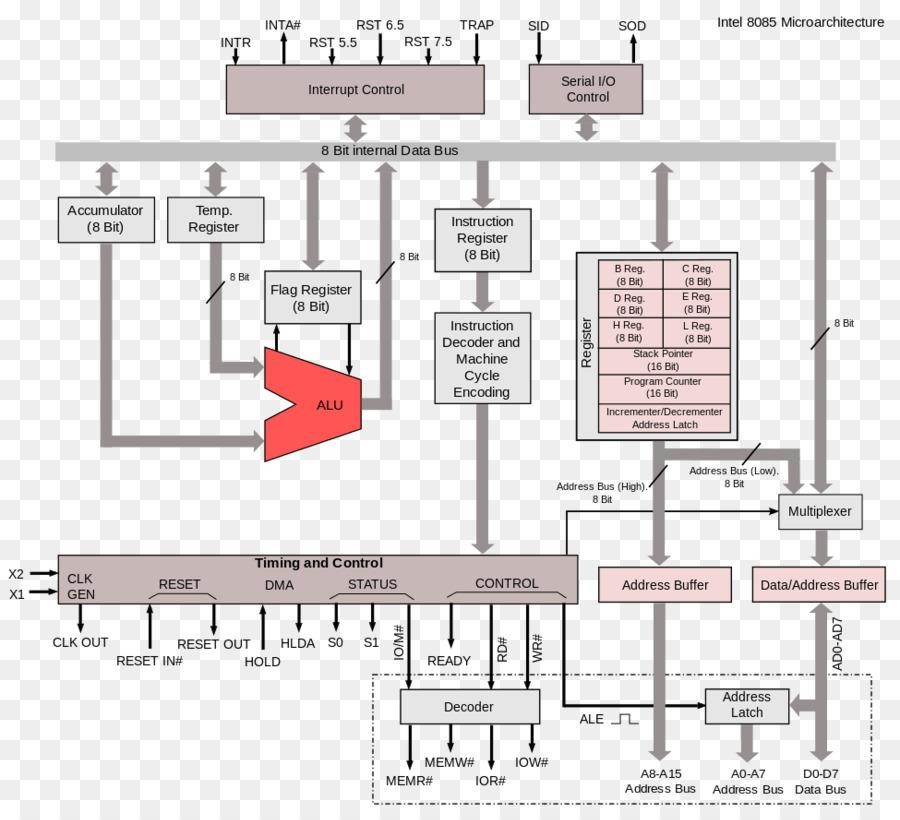 Intel 8085 Microarchitecture
INTR
INTA#
RST 5.5
RST 6.5
RST 7.5
TRAP
SID
SOD
Interrupt Control
Serial I/O
Control
8 Bit internal Data Bus
Accumulator
(8 Bit)
Temp.
Register
8 Bit
Flag Register
(8 Bit)
8 Bit
ALU
Instruction
Register
(8 Bit)
Instruction
Decoder and
Machine
Cycle
Encoding
Register
B Reg.
(8 Bit)
C Reg.
(8 Bit)
D Reg.
(8 Bit)
E Reg.
(8 Bit)
H Reg.
(8 Bit)
L Reg.
(8 Bit)
Stack Pointer
(16 Bit)
Program Counter
(16 Bit)
Incrementer/Decrementer
Address Latch
8 Bit
Address Bus (High).
8 Bit
Address Bus (Low).
8 Bit
Multiplexer
Address Buffer
Data/Address Buffer
Timing and Control
X2
X1
CLK
GEN
RESET
DMA
STATUS
CONTROL
CLK OUT
RESET IN#
RESET OUT
HOLD
HLDA
S0
S1
IO/M#
READY
RD#
WR#
AD0-AD7
Decoder
ALE
Address
Latch
MEMR#
MEMW#
IOR#
IOW#
A8-A15
Address Bus
A0-A7
Address Bus
D0-D7
Data Bus